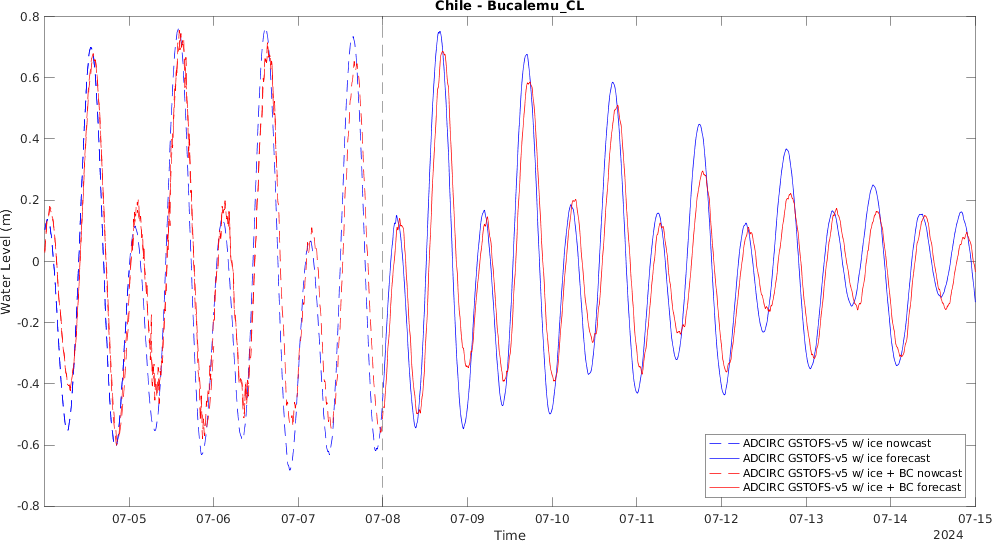 Chile - Bucalemu_CL
Water Level (m)
0.8
0.6
0.4
0.2
0
-0.2
-0.4
-0.6
-0.8
07-05 07-06 07-07 07-08 07-09 07-10 07-11 07-12 07-13 07-14 07-15
Time
2024
ADCIRC GSTOFS-v5 w/ ice nowcast
ADCIRC GSTOFS-v5 w/ ice forecast
ADCIRC GSTOFS-v5 w/ ice + BC nowcast
ADCIRC GSTOFS-v5 w/ ice + BC forecast